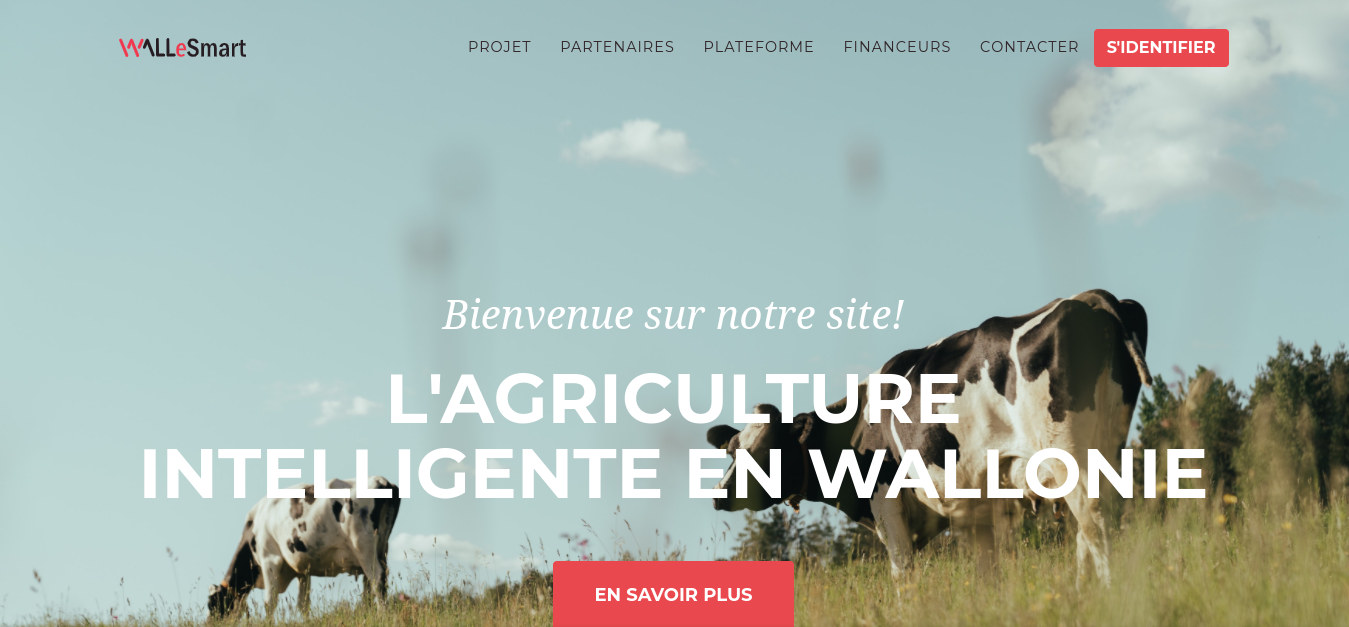 WALLeSmart
PROJET PARTENAIRES PLATEFORME FINANCEURS CONTACTER S'IDENTIFIER
Bienvenue sur notre site!
L'AGRICULTURE
INTELLIGENTE EN WALLONIE
EN SAVOIR PLUS